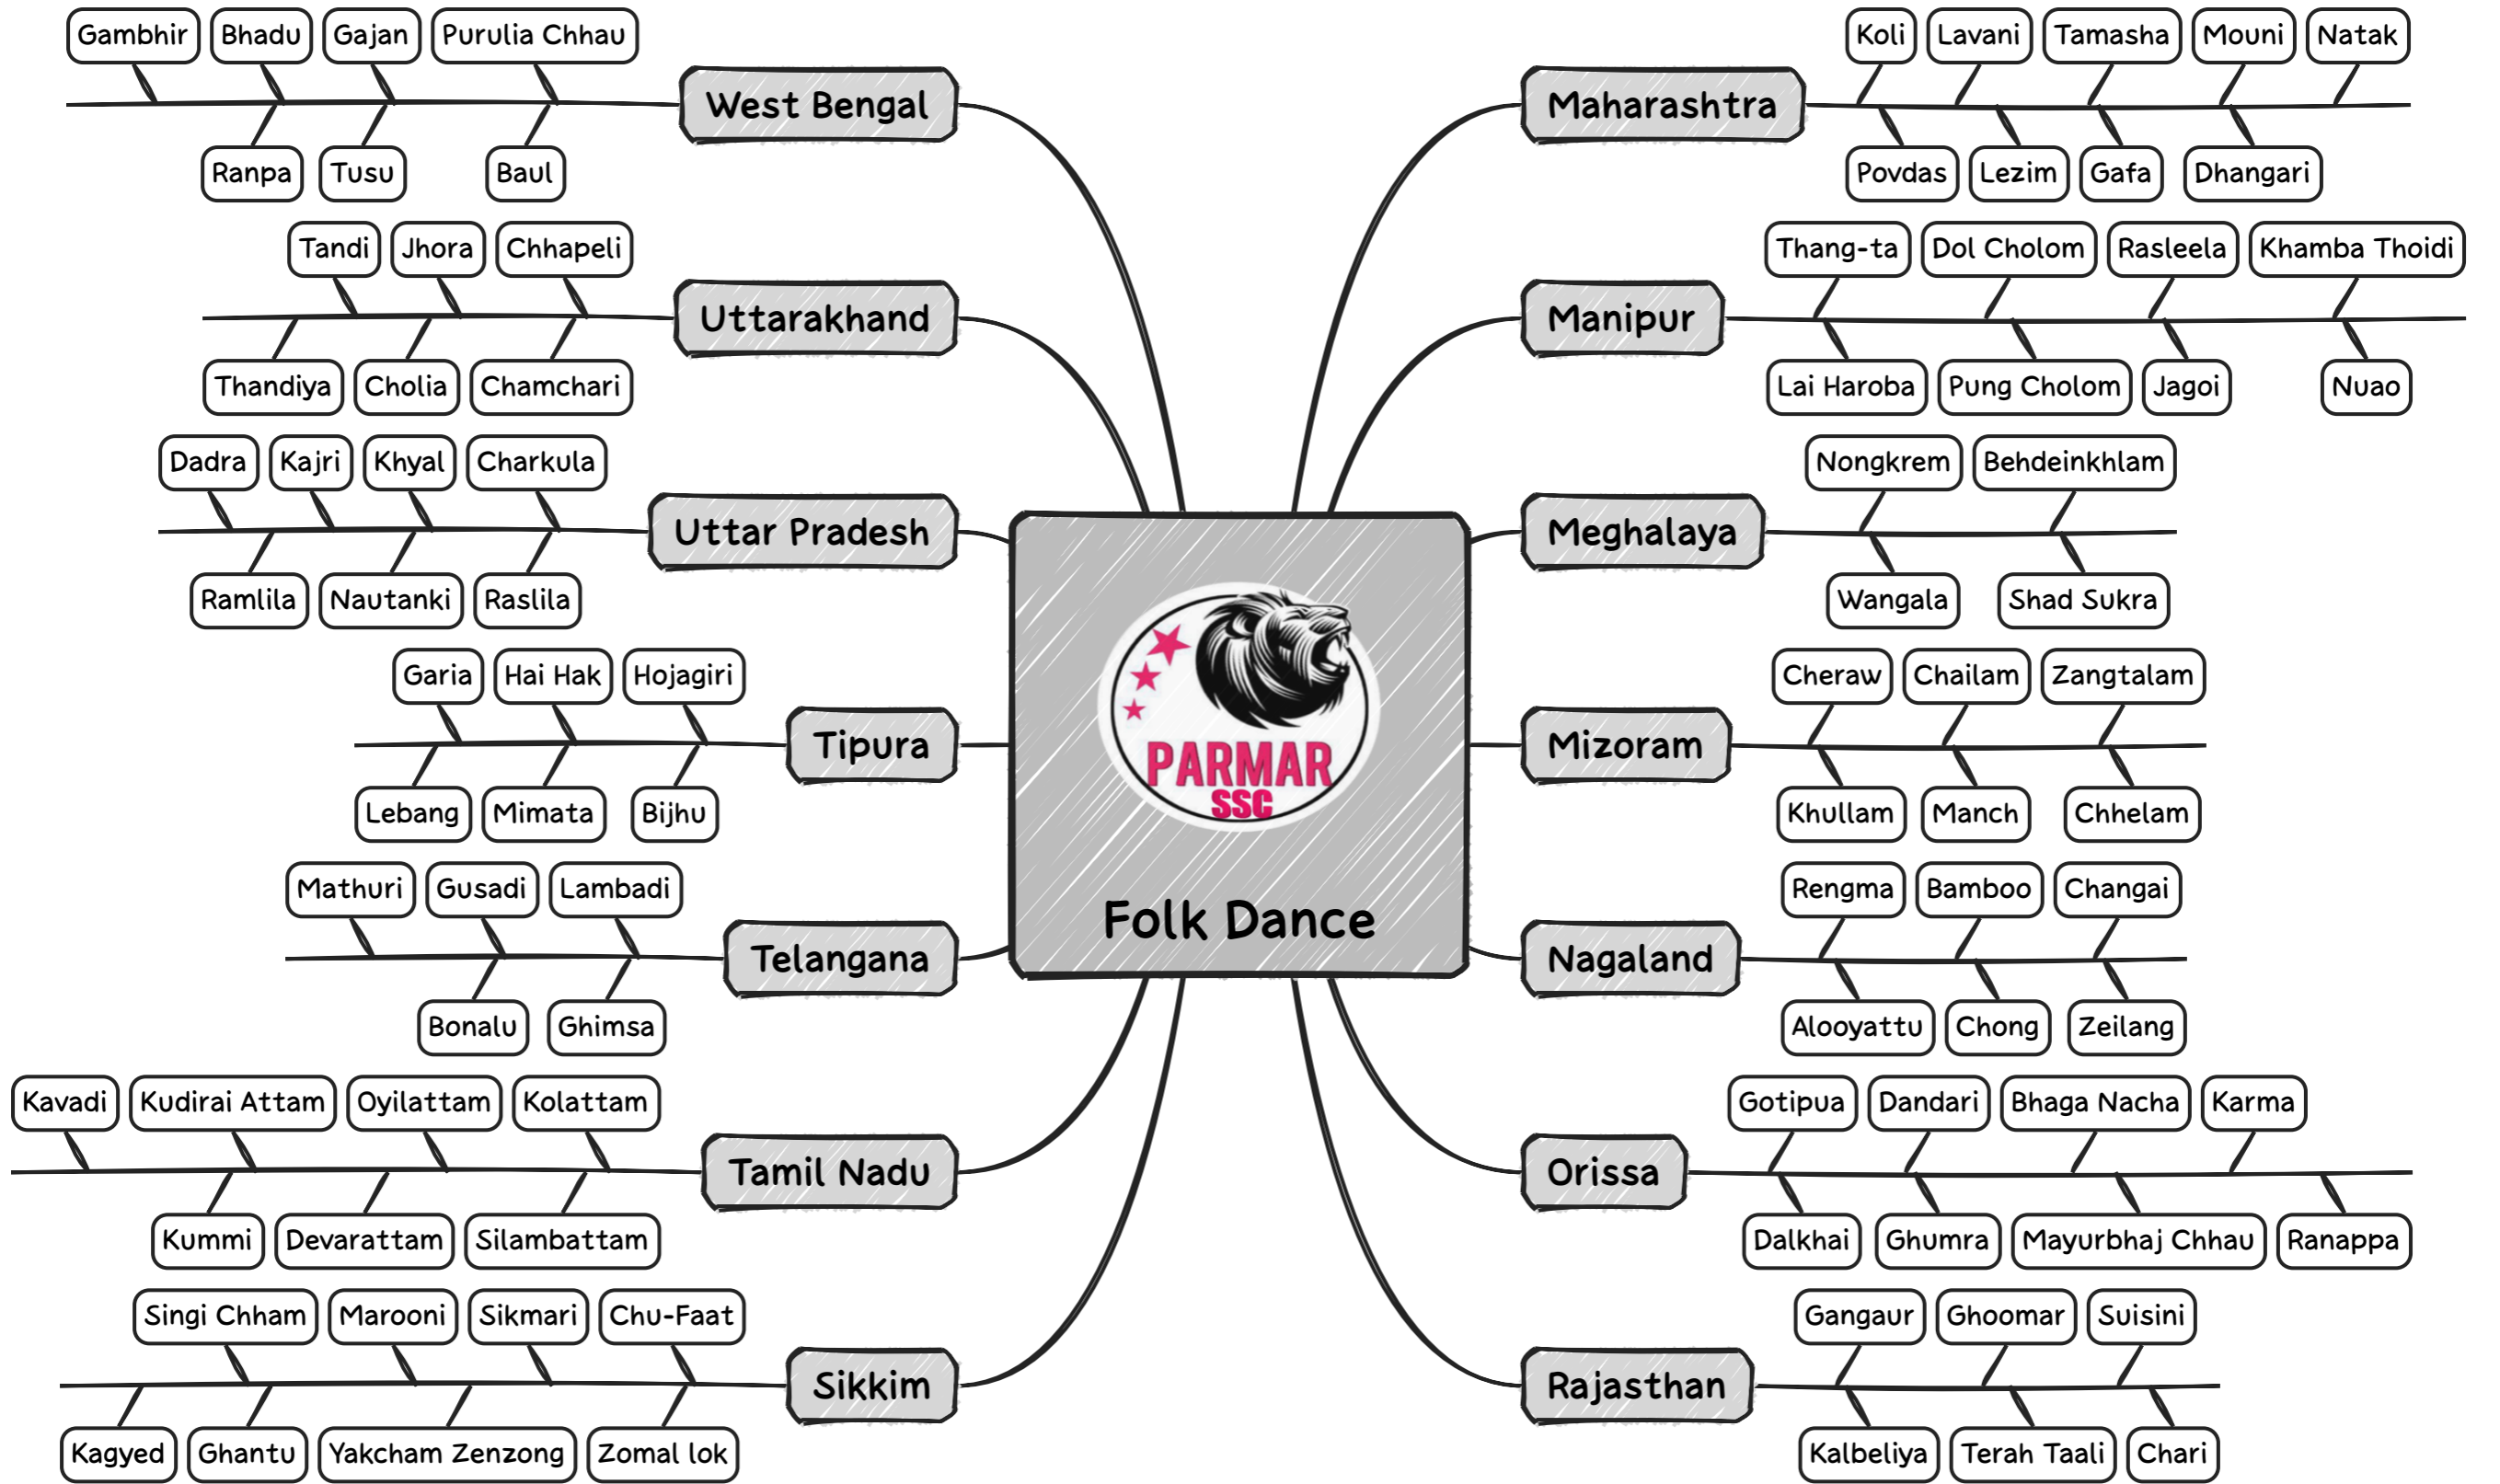 Gambhir
Bhadu
Gajan
Purulia Chhau
West Bengal
Ranpa
Tusu
Baul
Tandi
Jhora
Chhapeli
Uttarakhand
Thandiya
Cholia
Chamchari
Dadra
Kajri
Khyal
Charkula
Uttar Pradesh
Ramlila
Nautanki
Raslila
Garia
Hai Hak
Hojagiri
Tipura
Lebang
Mimata
Bijhu
Mathuri
Gusadi
Lambadi
Telangana
Bonalu
Ghimsa
Kavadi
Kudirai Attam
Oyilattam
Kolattam
Tamil Nadu
Kummi
Devarattam
Silambattam
Singi Chham
Marooni
Sikmari
Chu-Faat
Sikkim
Kagyed
Ghantu
Yakcham Zenzong
Zomal lok
PARMAR
SSC
Folk Dance
Koli
Lavani
Tamasha
Mouni
Natak
Maharashtra
Povdas
Lezim
Gafa
Dhangari
Thang-ta
Dol Cholom
Rasleela
Khamba Thoidi
Manipur
Lai Haroba
Pung Cholom
Jagoi
Nuao
Nongkrem
Behdeinkhlam
Meghalaya
Wangala
Shad Sukra
Cheraw
Chailam
Zangtalam
Mizoram
Khullam
Manch
Chhelam
Rengma
Bamboo
Changai
Nagaland
Alooyattu
Chong
Zeilang
Gotipua
Dandari
Bhaga Nacha
Karma
Orissa
Dalkhai
Ghumra
Mayurbhaj Chhau
Ranappa
Gangaur
Ghoomar
Suisini
Rajasthan
Kalbeliya
Terah Taali
Chari